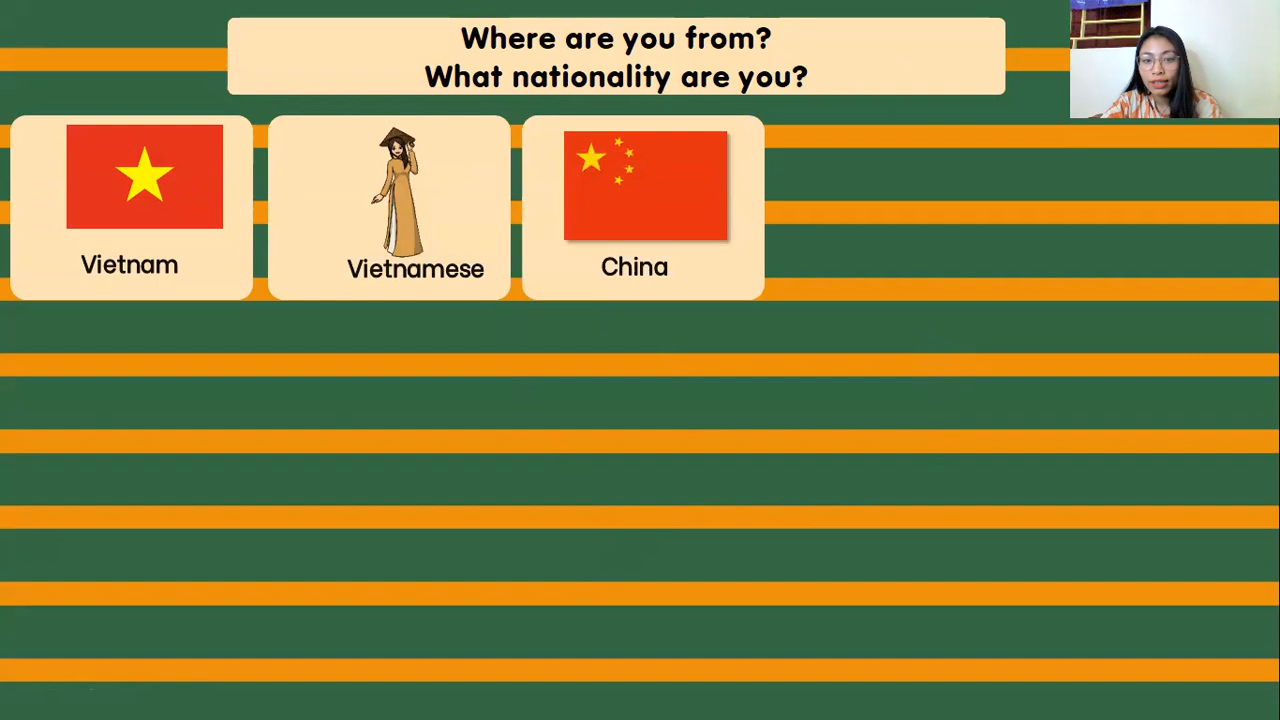 Where are you from?
What nationality are you?
Vietnam
Vietnamese
China